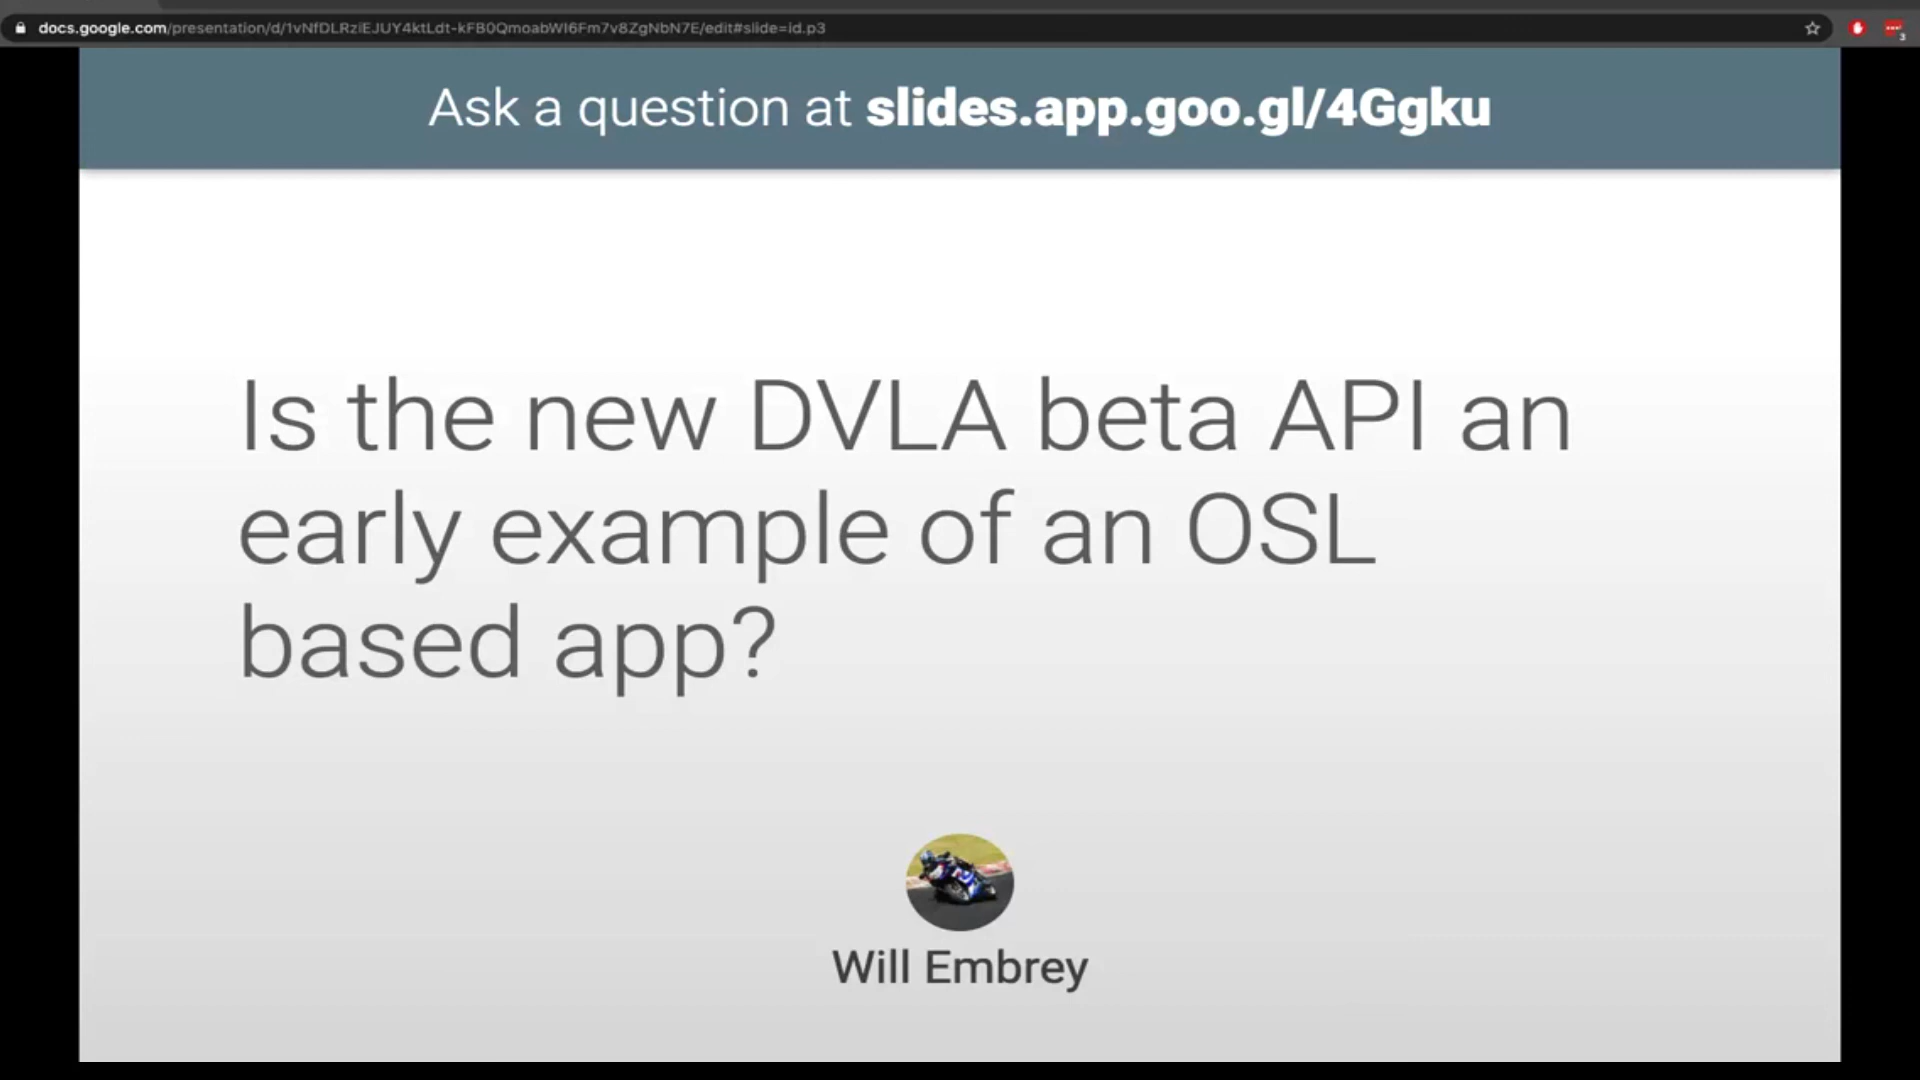 docs.google.com/presentation/d/1vNfDLRziEJUY4ktLdt-kFB0QmoabWI6Fm7v8ZgNbN7E/edit#slide=id.p3
3
Ask a question at slides.app.goo.gl/4Ggku
Is the new DVLA beta API an
early example of an OSL
based app?
Will Embrey